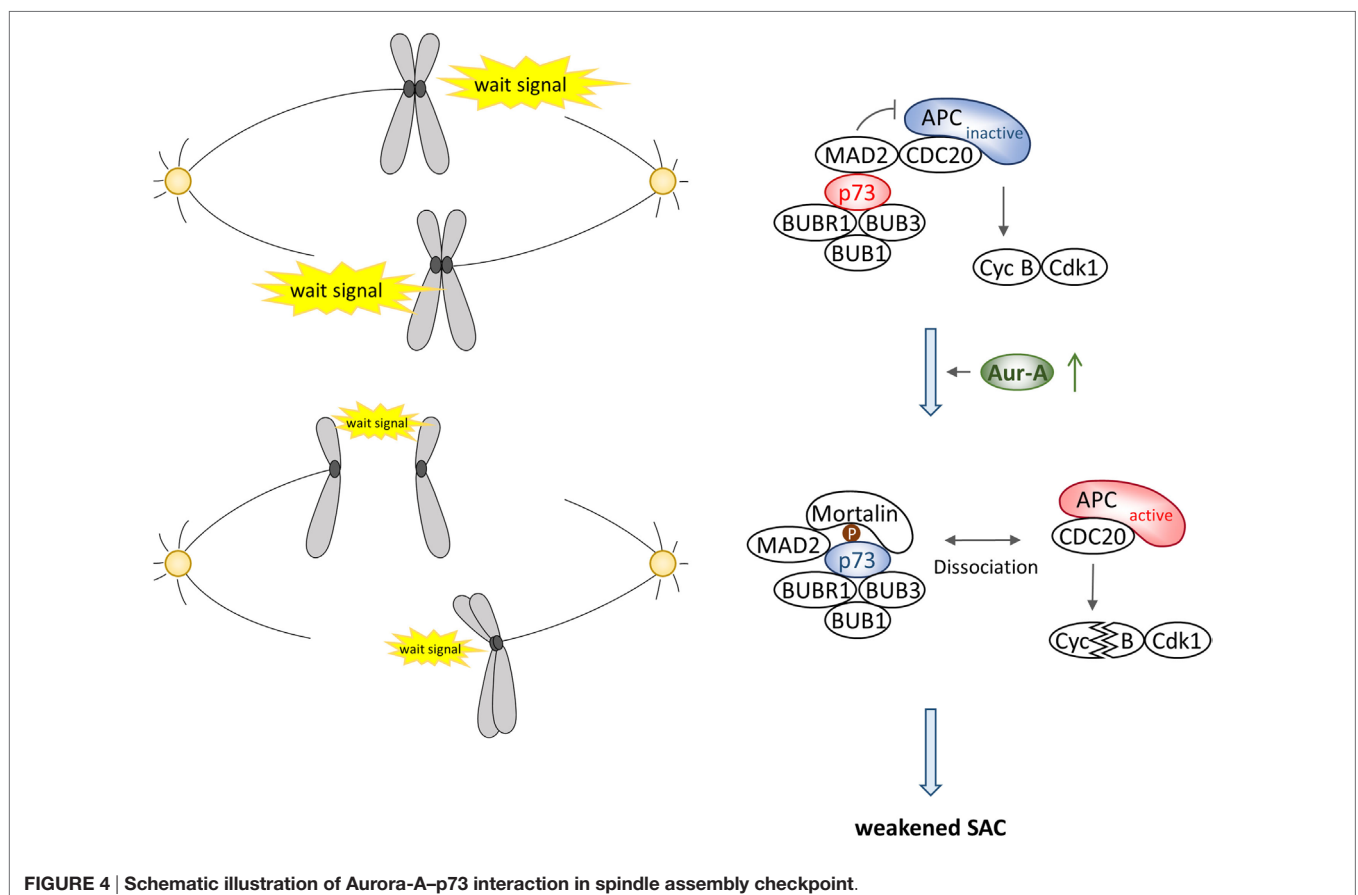 wait signal
wait signal
APC
inactive
MAD2
CDC20
p73
BUBR1
BUB3
BUB1
Cyc B
Cdk1
Aur-A
wait signal
wait signal
Mortalin
P
MAD2
p73
BUBR1
BUB3
BUB1
Dissociation
APC
active
CDC20
Cyc B
Cdk1
weakened SAC
FIGURE 4 | Schematic illustration of Aurora-A–p73 interaction in spindle assembly checkpoint.